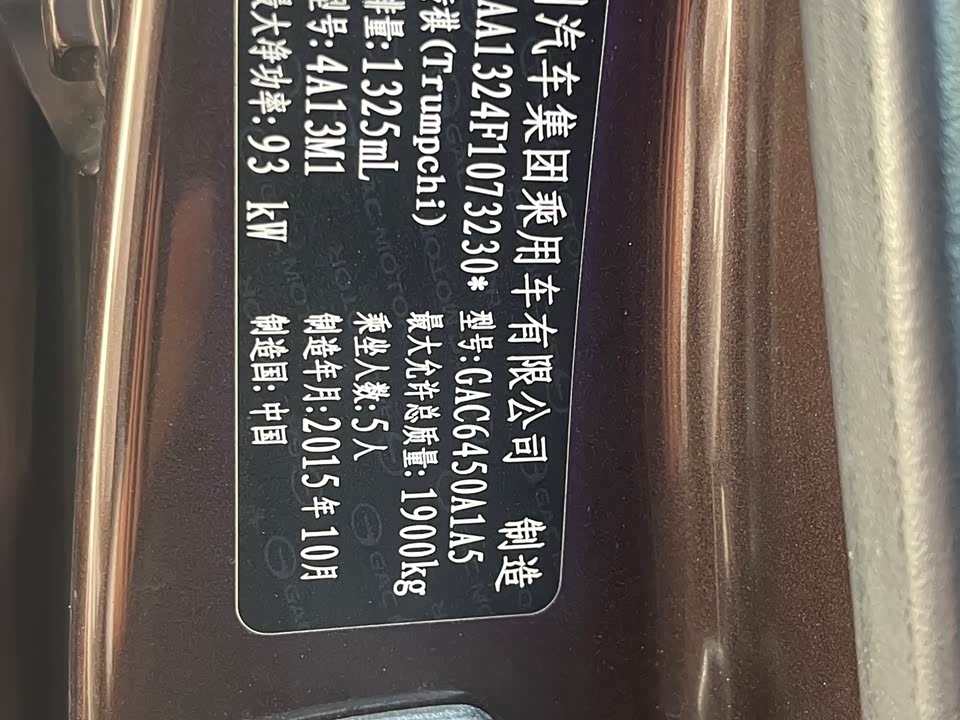 汽车集团乘用车有限公司 制造
AA1324F1073230* 型号:GAC6450A1A5
祺(Trumpchi) 最大允许总质量:1900kg
排量:1325mL 乘坐人数:5人
型号:4A13M1 制造年月:2015年10月
最大净功率:93 kW 制造国:中国